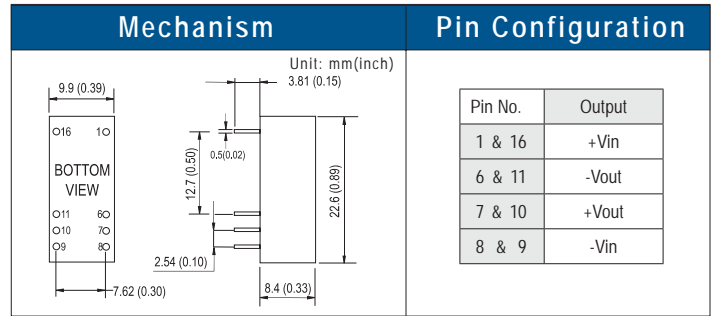 Mechanism
Pin Configuration
Unit: mm(inch)
3.81 (0.15)
9.9 (0.39)
16 1
0.5(0.02)
BOTTOM
VIEW
12.7 (0.50)
22.6 (0.89)
11 6
10 7
9 8
2.54 (0.10)
7.62 (0.30)
8.4 (0.33)
Pin No. Output
1 & 16 +Vin
6 & 11 -Vout
7 & 10 +Vout
8 & 9 -Vin